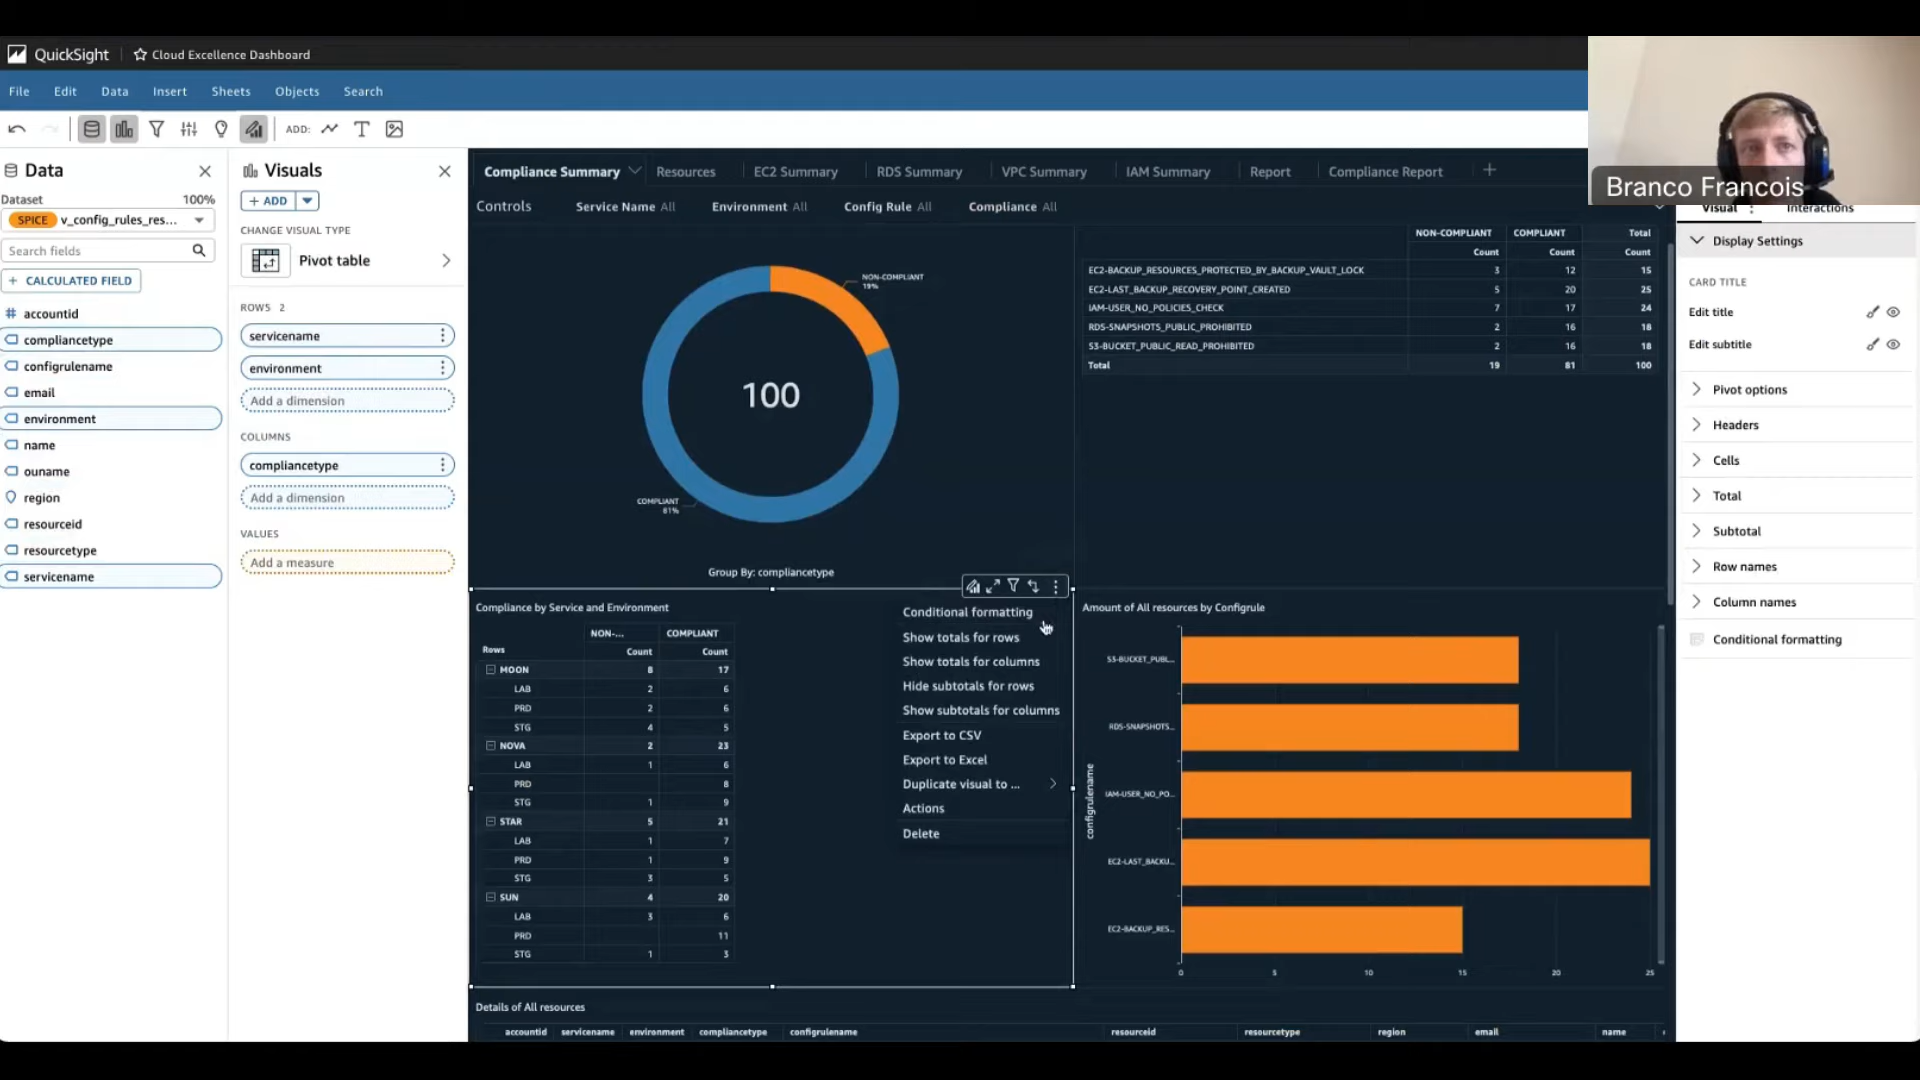 QuickSight
Cloud Excellence Dashboard
File Edit Data Insert Sheets Objects Search
ADD:
Data
Dataset 100%
SPICE v_config_rules_res...
Search fields
+ CALCULATED FIELD
accountid
compliancetype
configrulename
email
environment
name
ouname
region
resourceid
resourcetype
servicename
Visuals
+ ADD
CHANGE VISUAL TYPE
Pivot table
ROWS 2
servicename
environment
Add a dimension
COLUMNS
compliancetype
Add a dimension
VALUES
Add a measure
Compliance Summary Resources EC2 Summary RDS Summary VPC Summary IAM Summary Report Compliance Report
Controls Service Name All Environment All Config Rule All Compliance All
NON-COMPLIANT
19%
100
COMPLIANT
81%
Group By: compliancetype
NON-COMPLIANT COMPLIANT Total
Count Count Count
EC2-BACKUP_RESOURCES_PROTECTED_BY_BACKUP_VAULT_LOCK 3 12 15
EC2-LAST_BACKUP_RECOVERY_POINT_CREATED 5 20 25
IAM-USER_NO_POLICIES_CHECK 7 17 24
RDS-SNAPSHOTS_PUBLIC_PROHIBITED 2 16 18
S3-BUCKET_PUBLIC_READ_PROHIBITED 2 16 18
Total 19 81 100
Compliance by Service and Environment
NON-... COMPLIANT
Rows Count Count
MOON 8 17
LAB 2 6
PRD 2 6
STG 4 5
NOVA 2 23
LAB 1 6
PRD 8
STG 1 9
STAR 5 21
LAB 1 7
PRD 1 9
STG 3 5
SUN 4 20
LAB 3 6
PRD 11
STG 1 3
Conditional formatting
Show totals for rows
Show totals for columns
Hide subtotals for rows
Show subtotals for columns
Export to CSV
Export to Excel
Duplicate visual to ...
Actions
Delete
Amount of All resources by Configrule
configrulename
S3-BUCKET_PUBL...
RDS-SNAPSHOTS...
IAM-USER_NO_PO...
EC2-LAST_BACKU...
EC2-BACKUP_RES...
0 5 10 15 20 25
Details of All resources
accountid servicename environment compliancetype configrulename resourceid resourcetype region email name
Branco Francois
Visual Interactions
Display Settings
CARD TITLE
Edit title
Edit subtitle
Pivot options
Headers
Cells
Total
Subtotal
Row names
Column names
Conditional formatting